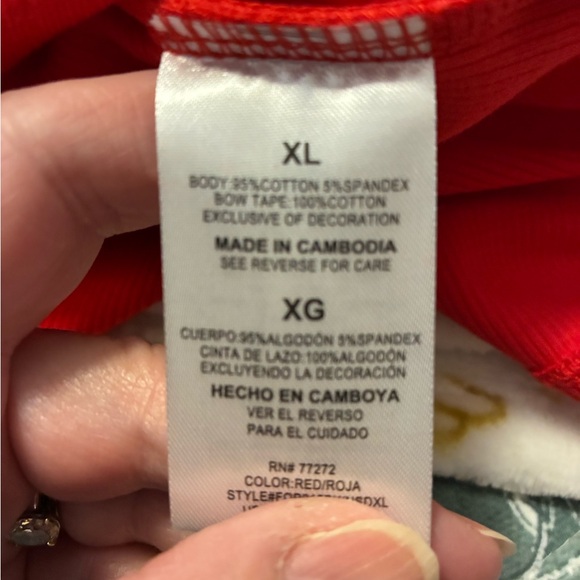 XL
BODY:95%COTTON 5%SPANDEX
BOW TAPE:100%COTTON
EXCLUSIVE OF DECORATION
MADE IN CAMBODIA
SEE REVERSE FOR CARE
XG
CUERPO:95%ALGODÓN 5%SPANDEX
CINTA DE LAZO:100%ALGODÓN
EXCLUYENDO LA DECORACIÓN
HECHO EN CAMBOYA
VER EL REVERSO
PARA EL CUIDADO
RN# 77272
COLOR:RED/ROJA